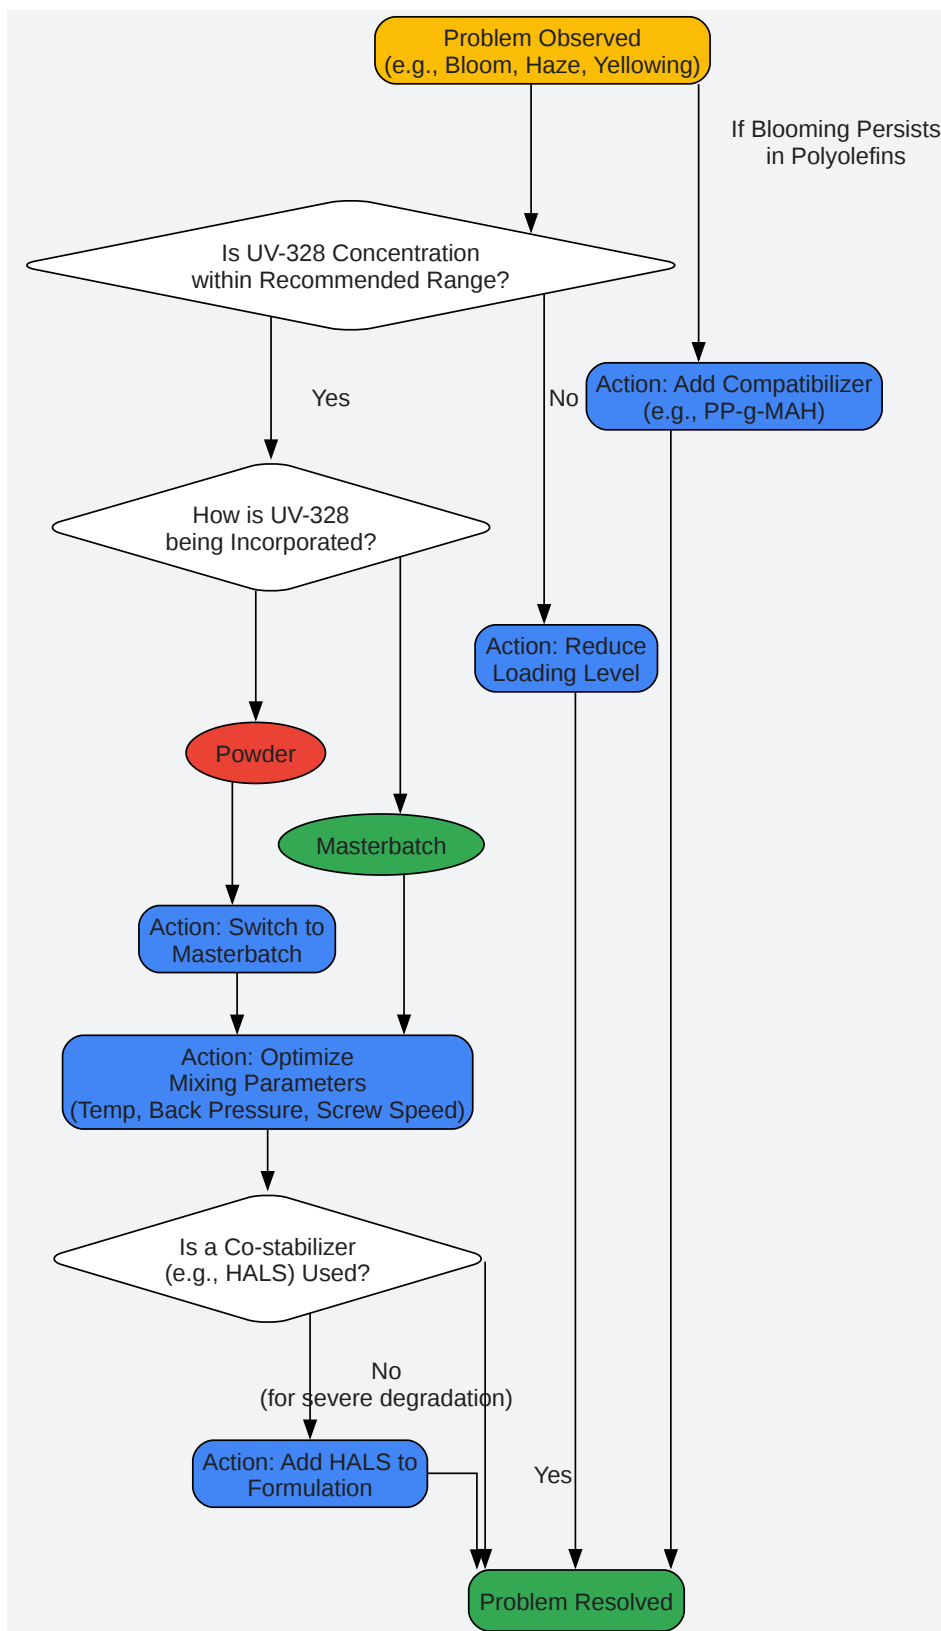 Problem Observed
(e.g., Bloom, Haze, Yellowing)
If Blooming Persists
in Polyolefins
Is UV-328 Concentration
within Recommended Range?
Yes
No
Action: Add Compatibilizer
(e.g., PP-g-MAH)
How is UV-328
being Incorporated?
Action: Reduce
Loading Level
Powder
Masterbatch
Action: Switch to
Masterbatch
Action: Optimize
Mixing Parameters
(Temp, Back Pressure, Screw Speed)
Is a Co-stabilizer
(e.g., HALS) Used?
No
(for severe degradation)
Action: Add HALS to
Formulation
Yes
Problem Resolved